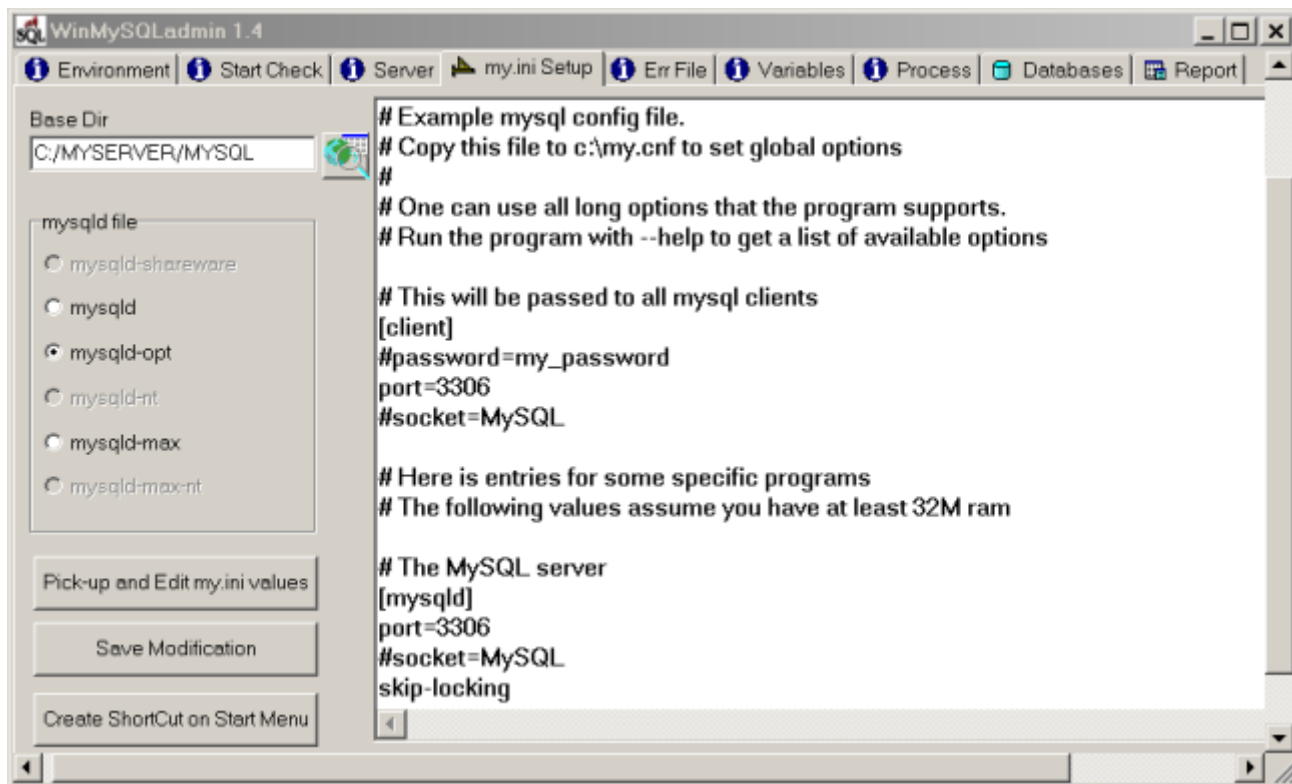 SQL WinMySQLadmin 1.4
Environment Start Check Server my.ini Setup Err File Variables Process Databases Report
Base Dir
C:/MYSERVER/MYSQL
mysqld file
mysqld-shareware
mysqld
mysqld-opt
mysqld-nt
mysqld-max
mysqld-max-nt
Pick-up and Edit my.ini values
Save Modification
Create ShortCut on Start Menu
# Example mysql config file.
# Copy this file to c:\my.cnf to set global options
#
# One can use all long options that the program supports.
# Run the program with --help to get a list of available options
# This will be passed to all mysql clients
[client]
#password=my_password
port=3306
#socket=MySQL
# Here is entries for some specific programs
# The following values assume you have at least 32M ram
# The MySQL server
[mysqld]
port=3306
#socket=MySQL
skip-locking